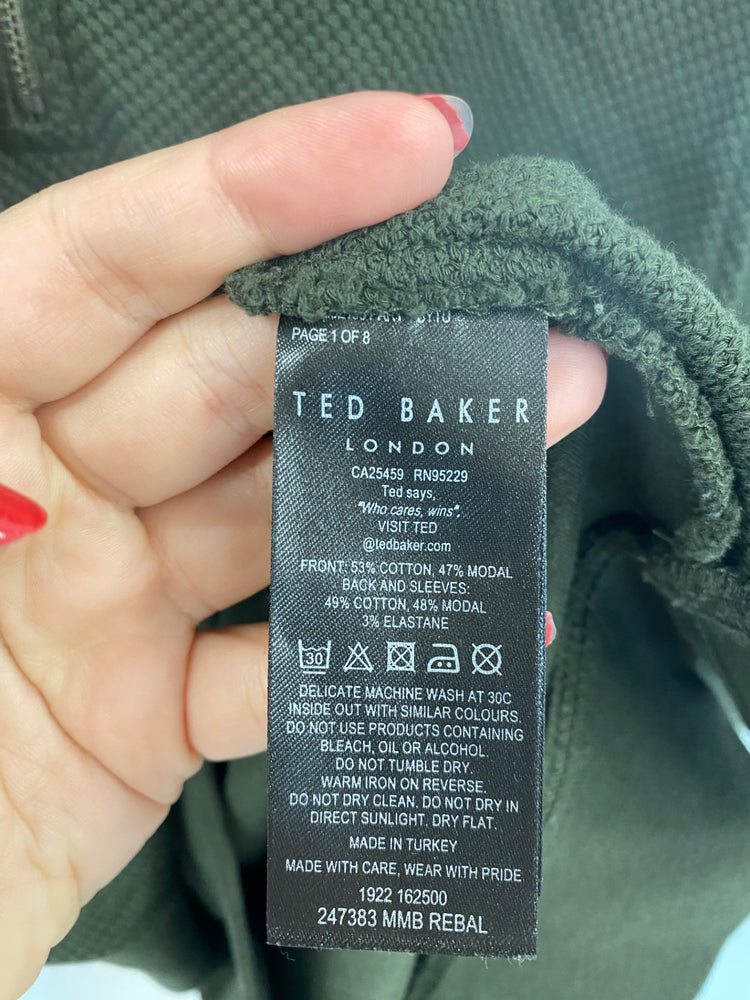 PAGE 1 OF 8
TED BAKER
LONDON
CA25459 RN95229
Ted says,
"Who cares, wins".
VISIT TED
@tedbaker.com
FRONT: 53% COTTON, 47% MODAL
BACK AND SLEEVES:
49% COTTON, 48% MODAL
3% ELASTANE
30
DELICATE MACHINE WASH AT 30C
INSIDE OUT WITH SIMILAR COLOURS.
DO NOT USE PRODUCTS CONTAINING
BLEACH, OIL OR ALCOHOL.
DO NOT TUMBLE DRY.
WARM IRON ON REVERSE.
DO NOT DRY CLEAN. DO NOT DRY IN
DIRECT SUNLIGHT. DRY FLAT.
MADE IN TURKEY
MADE WITH CARE, WEAR WITH PRIDE
1922 162500
247383 MMB REBAL